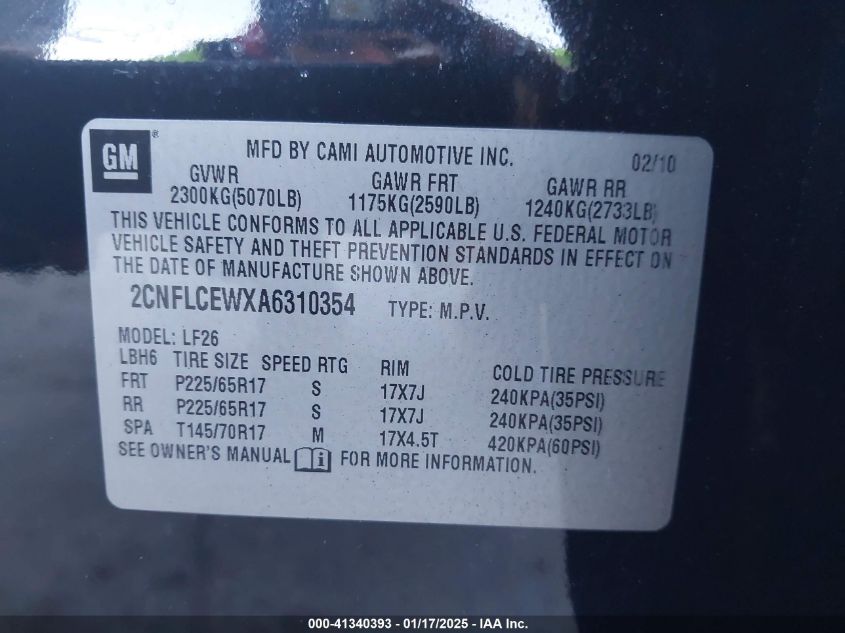 GM®
MFD BY CAMI AUTOMOTIVE INC. 02/10
GVWR GAWR FRT GAWR RR
2300KG(5070LB) 1175KG(2590LB) 1240KG(2733LB)
THIS VEHICLE CONFORMS TO ALL APPLICABLE U.S. FEDERAL MOTOR
VEHICLE SAFETY AND THEFT PREVENTION STANDARDS IN EFFECT ON
THE DATE OF MANUFACTURE SHOWN ABOVE.
2CNFLCEWXA6310354 TYPE: M.P.V.
MODEL: LF26
LBH6 TIRE SIZE SPEED RTG RIM COLD TIRE PRESSURE
FRT P225/65R17 S 17X7J 240KPA(35PSI)
RR P225/65R17 S 17X7J 240KPA(35PSI)
SPA T145/70R17 M 17X4.5T 420KPA(60PSI)
SEE OWNER'S MANUAL i FOR MORE INFORMATION.
000-41340393 - 01/17/2025 - IAA Inc.